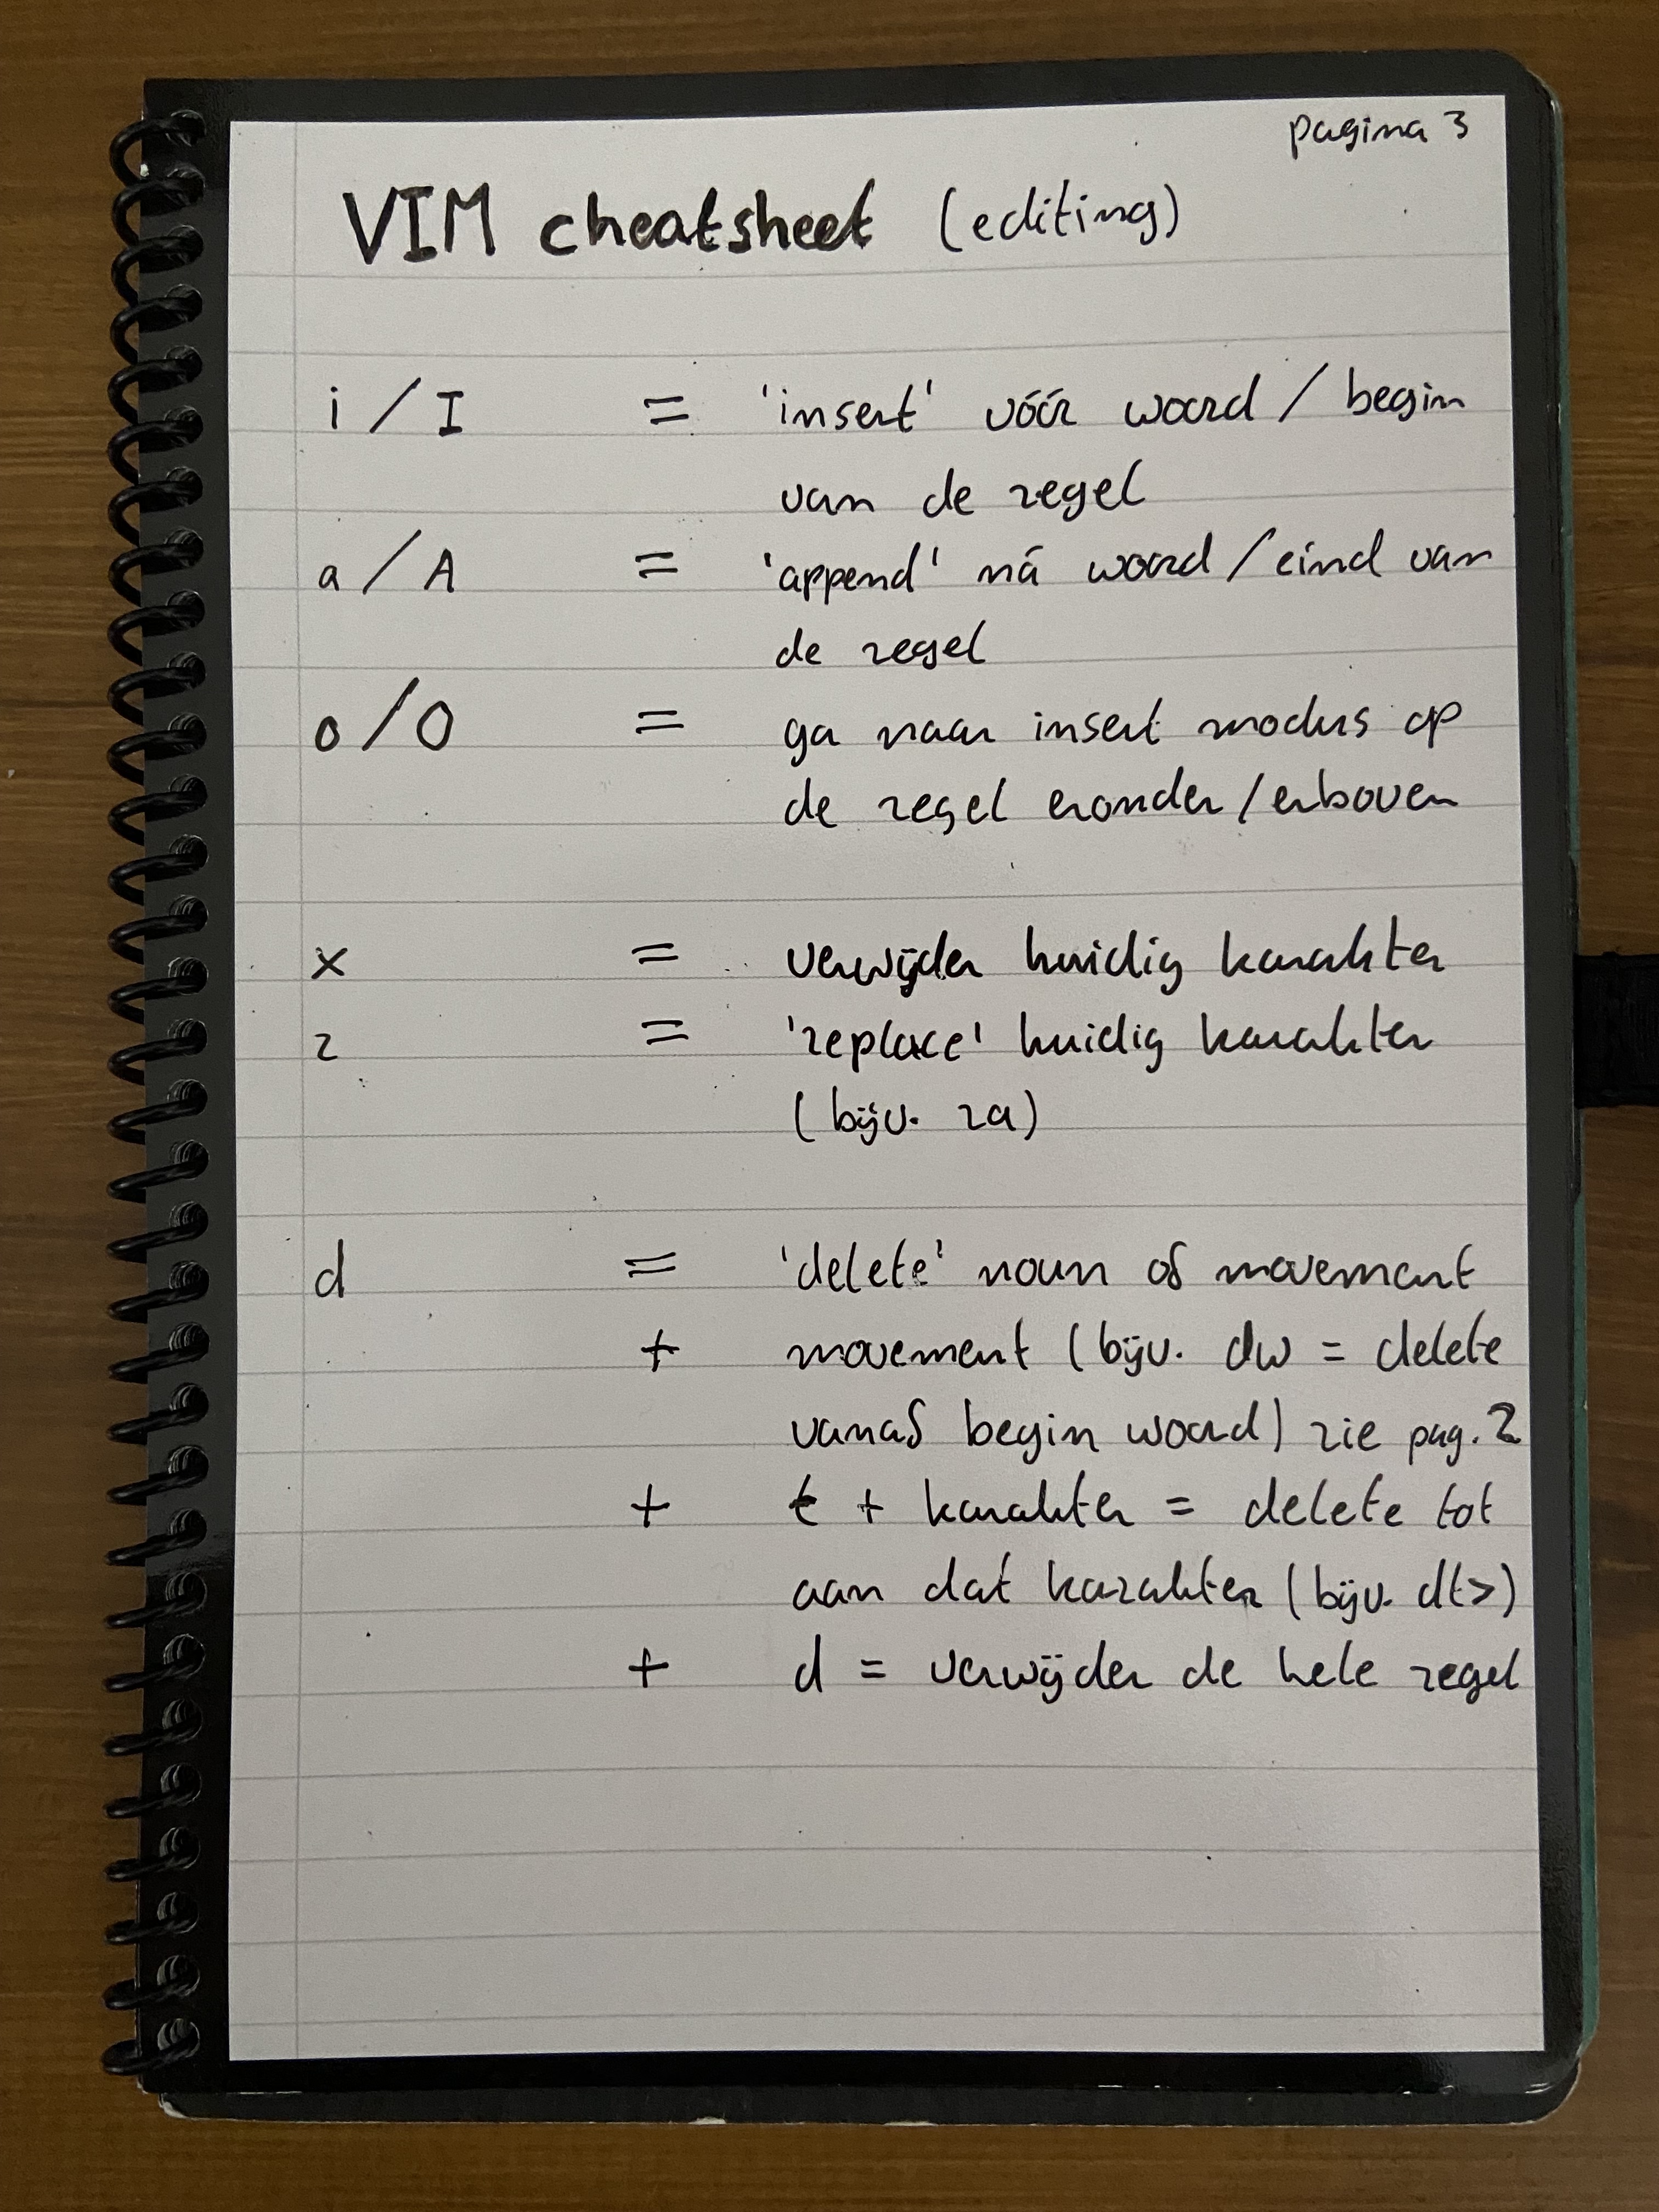 pagina 3
VIM cheatsheet (editing)
i / I = 'insert' vóór woord / begin
van de regel
a / A = 'append' ná woord / eind van
de regel
o / O = ga naar insert modus op
de regel eronder / erboven
x = verwijder huidig karakter
r = 'replace' huidig karakter
(bijv. ra)
d = 'delete' noun of movement
+ movement (bijv. dw = delete
vanaf begin woord) zie pag. 2
+ t + karakter = delete tot
aan dat karakter (bijv. dt>)
+ d = verwijder de hele regel